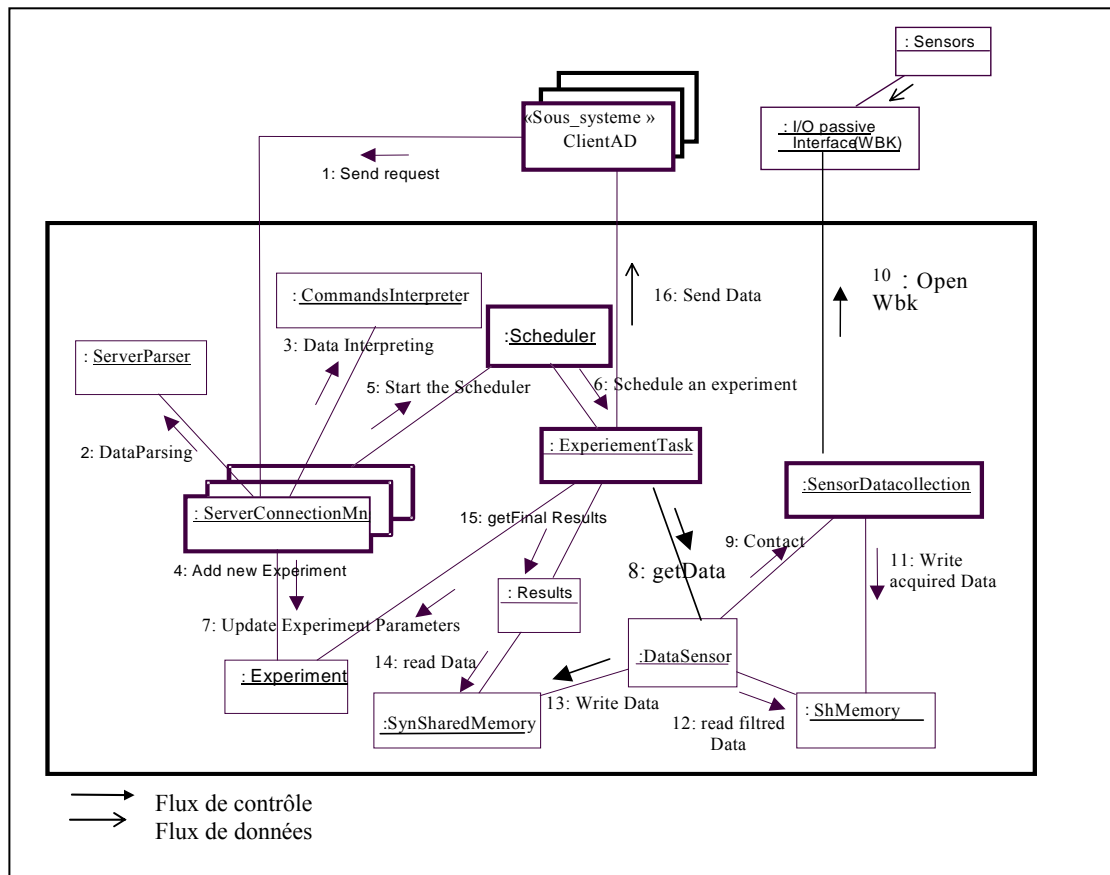 : Sensors
«Sous_systeme »
ClientAD
: I/O passive
Interface(WBK)
1: Send request
10 : Open
Wbk
16: Send Data
: CommandsInterpreter
:Scheduler
3: Data Interpreting
: ServerParser
5: Start the Scheduler
6: Schedule an experiment
2: DataParsing
: ExperiementTask
:SensorDatacollection
: ServerConnectionMn
15: getFinal Results
9: Contact
11: Write
acquired Data
4: Add new Experiment
8: getData
: Results
7: Update Experiment Parameters
14: read Data
:DataSensor
: Experiment
13: Write Data
:SynSharedMemory
12: read filtred
Data
: ShMemory
Flux de contrôle
Flux de données